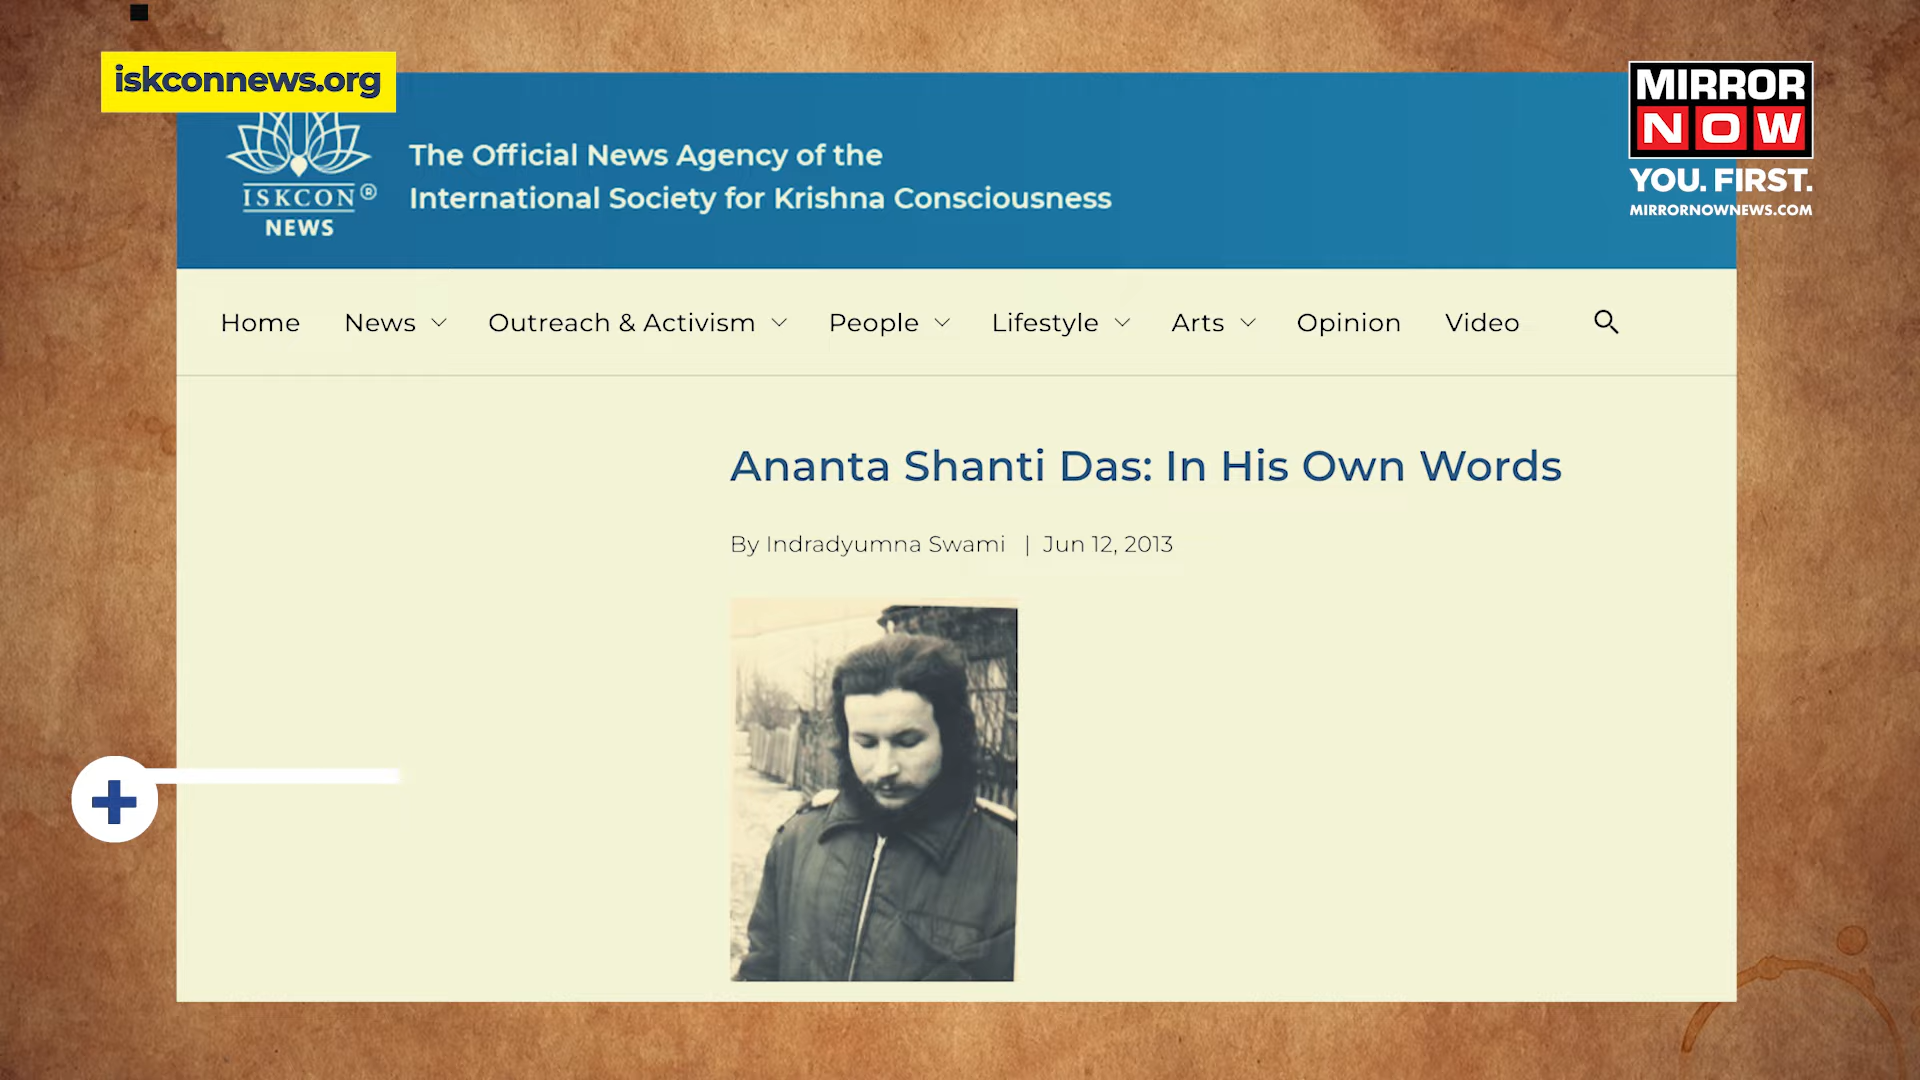 iskconnews.org
MIRROR
NOW
YOU. FIRST.
MIRRORNOWNEWS.COM
ISKCON®
NEWS
The Official News Agency of the
International Society for Krishna Consciousness
Home News Outreach & Activism People Lifestyle Arts Opinion Video
Ananta Shanti Das: In His Own Words
By Indradyumna Swami | Jun 12, 2013